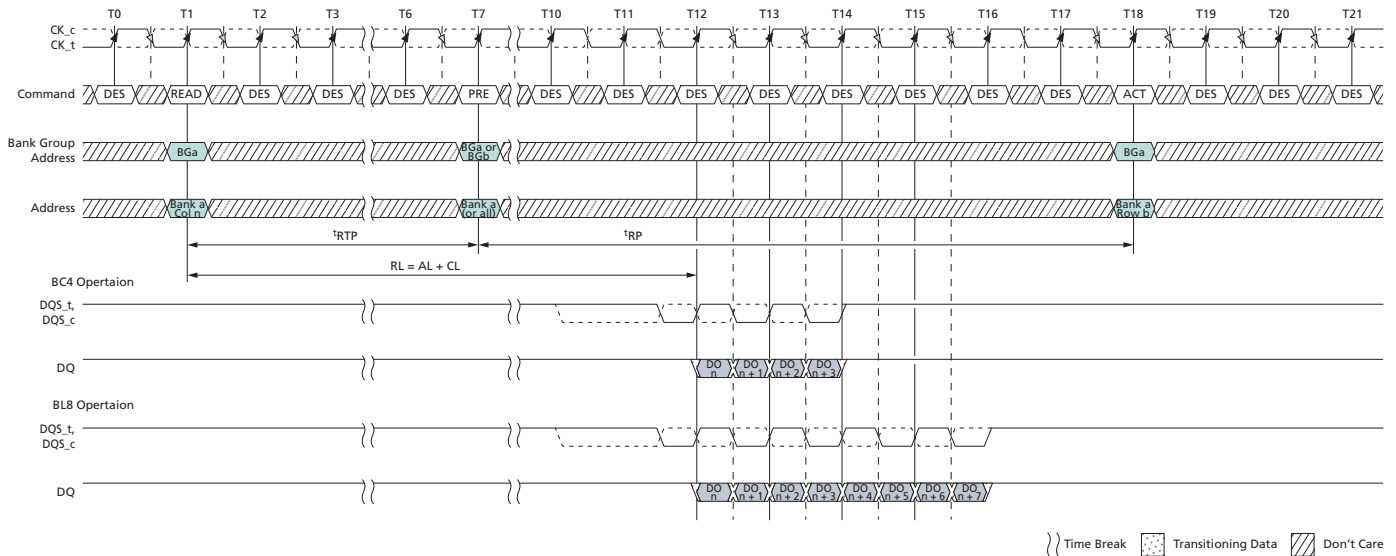 T0 T1 T2 T3 T6 T7 T10 T11 T12 T13 T14 T15 T16 T17 T18 T19 T20 T21
CK_c
CK_t
Command DES READ DES DES DES PRE DES DES DES DES DES DES DES DES ACT DES DES DES
Bank Group
Address
BGa
BGa or
BGb
BGa
Address
Bank a
Col n
Bank a
(or all)
Bank a
Row b
tRTP tRP
RL = AL + CL
BC4 Opertaion
DQS_t,
DQS_c
DQ
DO
n
DO
n + 1
DO
n + 2
DO
n + 3
BL8 Opertaion
DQS_t,
DQS_c
DQ
DO
n
DO
n + 1
DO
n + 2
DO
n + 3
DO
n + 4
DO
n + 5
DO
n + 6
DO
n + 7
Time Break Transitioning Data Don't Care